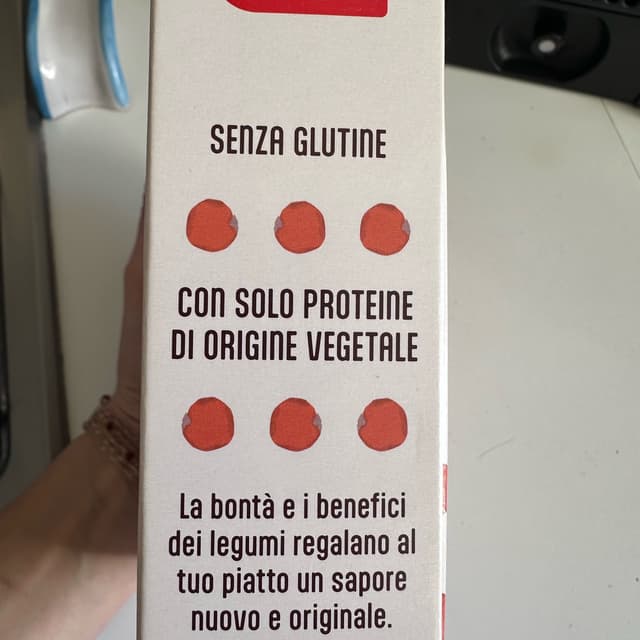 SENZA GLUTINE
CON SOLO PROTEINE
DI ORIGINE VEGETALE
La bontà e i benefici
dei legumi regalano al
tuo piatto un sapore
nuovo e originale.